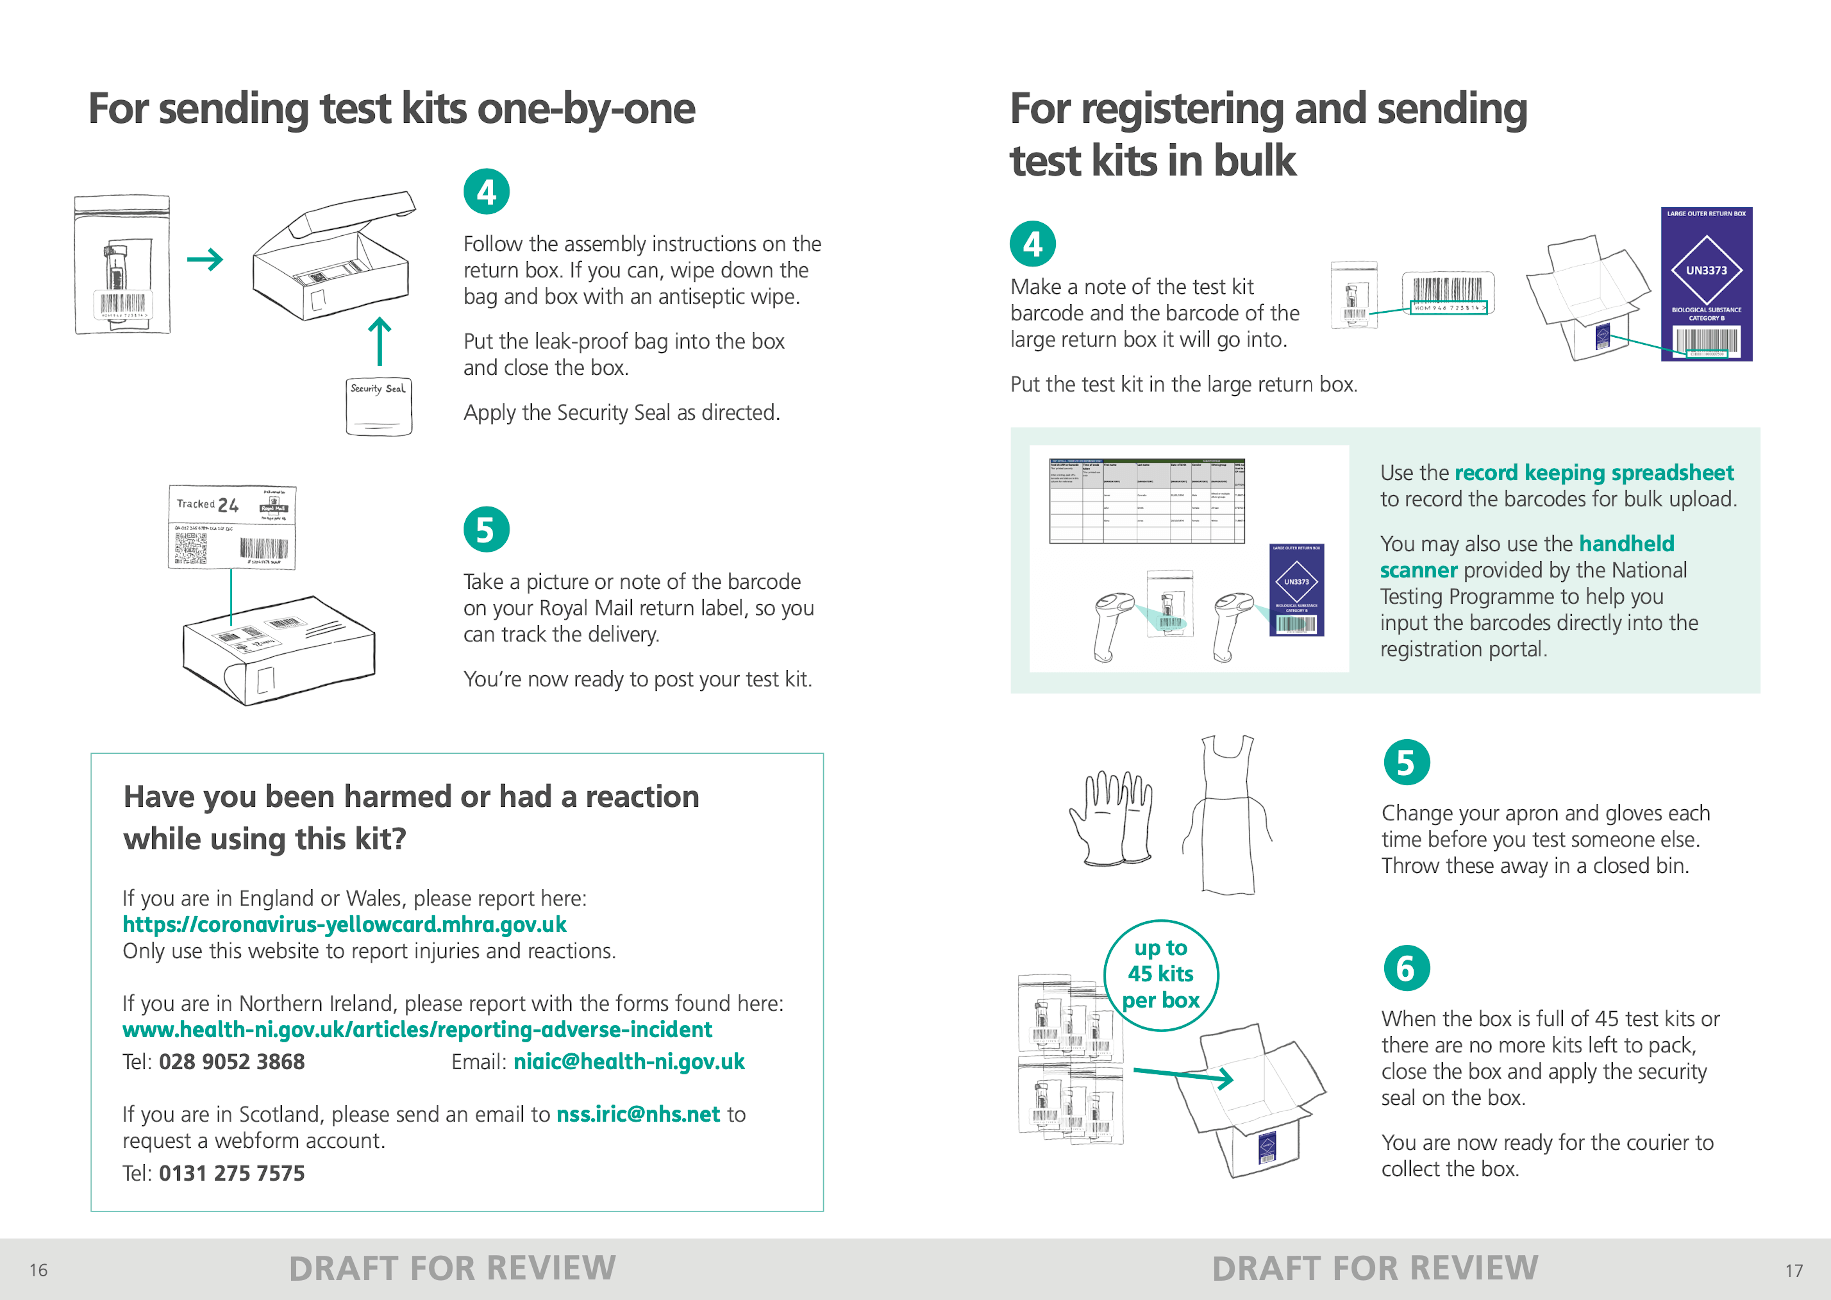 For sending test kits one-by-one
4
Follow the assembly instructions on the
return box. If you can, wipe down the
bag and box with an antiseptic wipe.
Put the leak-proof bag into the box
and close the box.
Apply the Security Seal as directed.
Security Seal
Tracked 24
Royal Mail
5
Take a picture or note of the barcode
on your Royal Mail return label, so you
can track the delivery.
You're now ready to post your test kit.
Have you been harmed or had a reaction
while using this kit?
If you are in England or Wales, please report here:
https://coronavirus-yellowcard.mhra.gov.uk
Only use this website to report injuries and reactions.
If you are in Northern Ireland, please report with the forms found here:
www.health-ni.gov.uk/articles/reporting-adverse-incident
Tel: 028 9052 3868 Email: niaic@health-ni.gov.uk
If you are in Scotland, please send an email to nss.iric@nhs.net to
request a webform account.
Tel: 0131 275 7575
16
DRAFT FOR REVIEW
For registering and sending
test kits in bulk
4
Make a note of the test kit
barcode and the barcode of the
large return box it will go into.
Put the test kit in the large return box.
LARGE OUTER RETURN BOX
UN3373
BIOLOGICAL SUBSTANCE
CATEGORY B
Use the record keeping spreadsheet
to record the barcodes for bulk upload.
You may also use the handheld
scanner provided by the National
Testing Programme to help you
input the barcodes directly into the
registration portal.
LARGE OUTER RETURN BOX
UN3373
BIOLOGICAL SUBSTANCE
CATEGORY B
5
Change your apron and gloves each
time before you test someone else.
Throw these away in a closed bin.
up to
45 kits
per box
6
When the box is full of 45 test kits or
there are no more kits left to pack,
close the box and apply the security
seal on the box.
You are now ready for the courier to
collect the box.
DRAFT FOR REVIEW
17